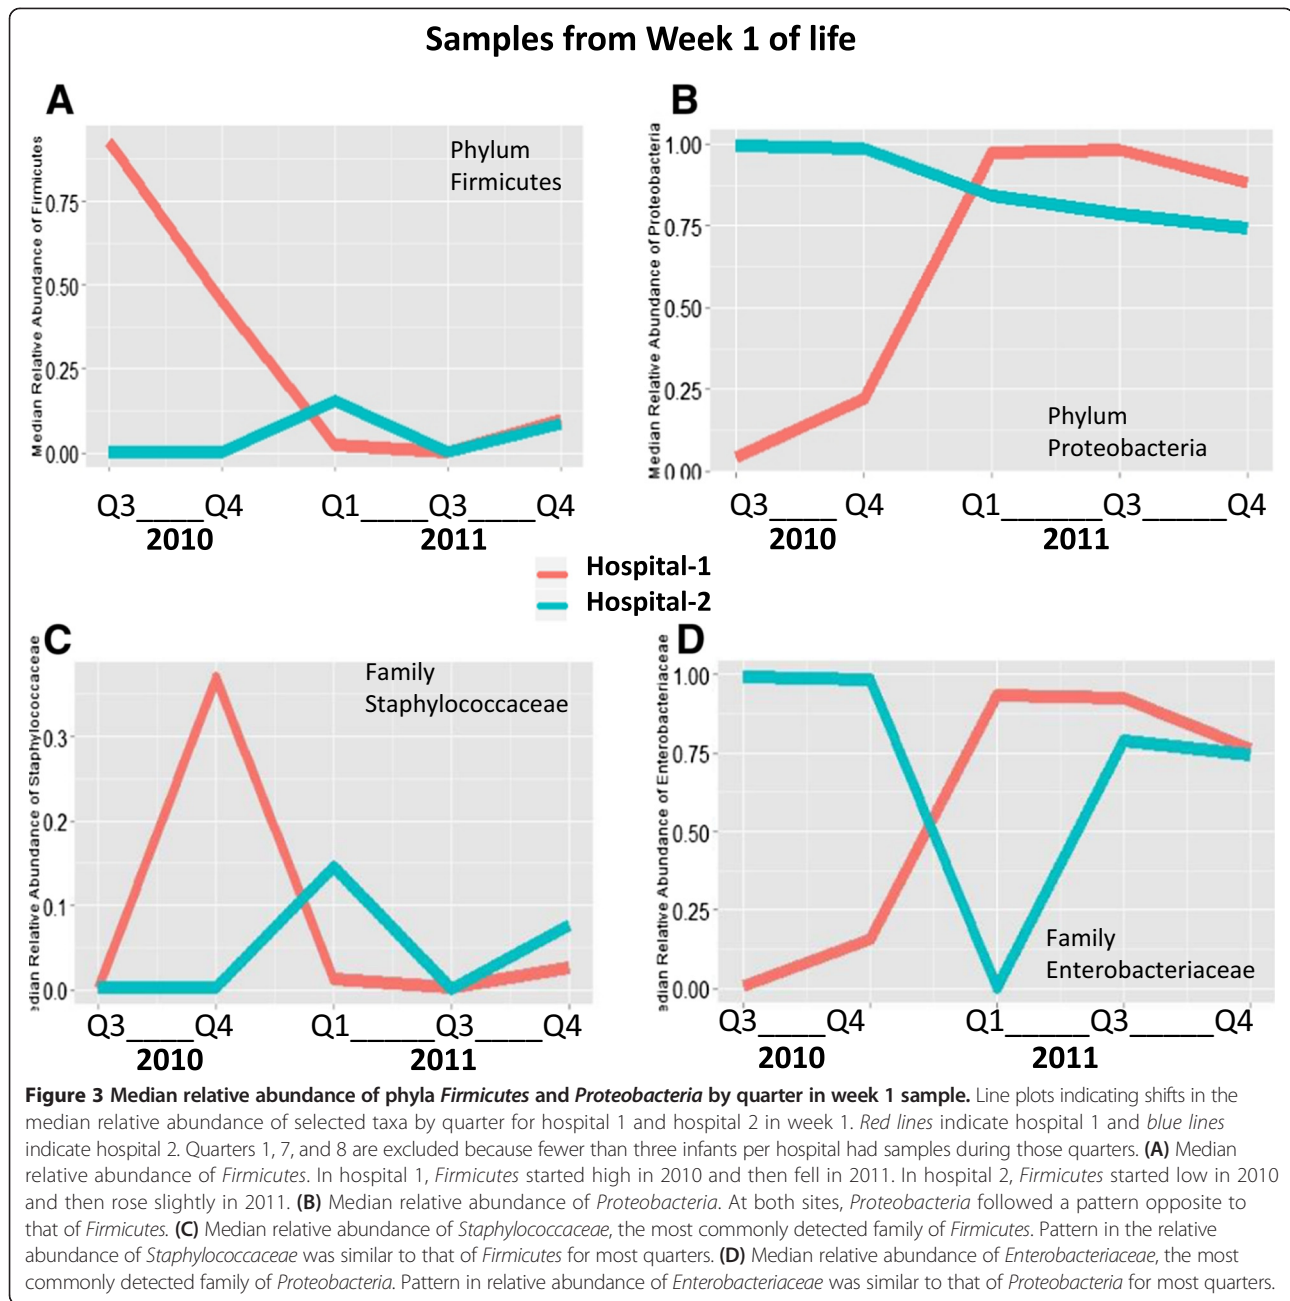 Samples from Week 1 of life
A
Median Relative Abundance of Firmicutes
0.75
0.50
0.25
0.00
Phylum
Firmicutes
Q3____Q4 Q1____Q3____Q4
2010 2011
B
Median Relative Abundance of Proteobacteria
1.00
0.75
0.50
0.25
0.00
Phylum
Proteobacteria
Q3____ Q4 Q1______Q3_____Q4
2010 2011
Hospital-1
Hospital-2
C
edian Relative Abundance of Staphylococcaceae
0.3
0.2
0.1
0.0
Family
Staphylococcaceae
Q3____Q4 Q1_____Q3____Q4
2010 2011
D
edian Relative Abundance of Enterobacteriaceae
1.00
0.75
0.50
0.25
0.00
Family
Enterobacteriaceae
Q3____Q4 Q1_____Q3_____Q4
2010 2011
Figure 3 Median relative abundance of phyla Firmicutes and Proteobacteria by quarter in week 1 sample. Line plots indicating shifts in the
median relative abundance of selected taxa by quarter for hospital 1 and hospital 2 in week 1. Red lines indicate hospital 1 and blue lines
indicate hospital 2. Quarters 1, 7, and 8 are excluded because fewer than three infants per hospital had samples during those quarters. (A) Median
relative abundance of Firmicutes. In hospital 1, Firmicutes started high in 2010 and then fell in 2011. In hospital 2, Firmicutes started low in 2010
and then rose slightly in 2011. (B) Median relative abundance of Proteobacteria. At both sites, Proteobacteria followed a pattern opposite to
that of Firmicutes. (C) Median relative abundance of Staphylococcaceae, the most commonly detected family of Firmicutes. Pattern in the relative
abundance of Staphylococcaceae was similar to that of Firmicutes for most quarters. (D) Median relative abundance of Enterobacteriaceae, the most
commonly detected family of Proteobacteria. Pattern in relative abundance of Enterobacteriaceae was similar to that of Proteobacteria for most quarters.